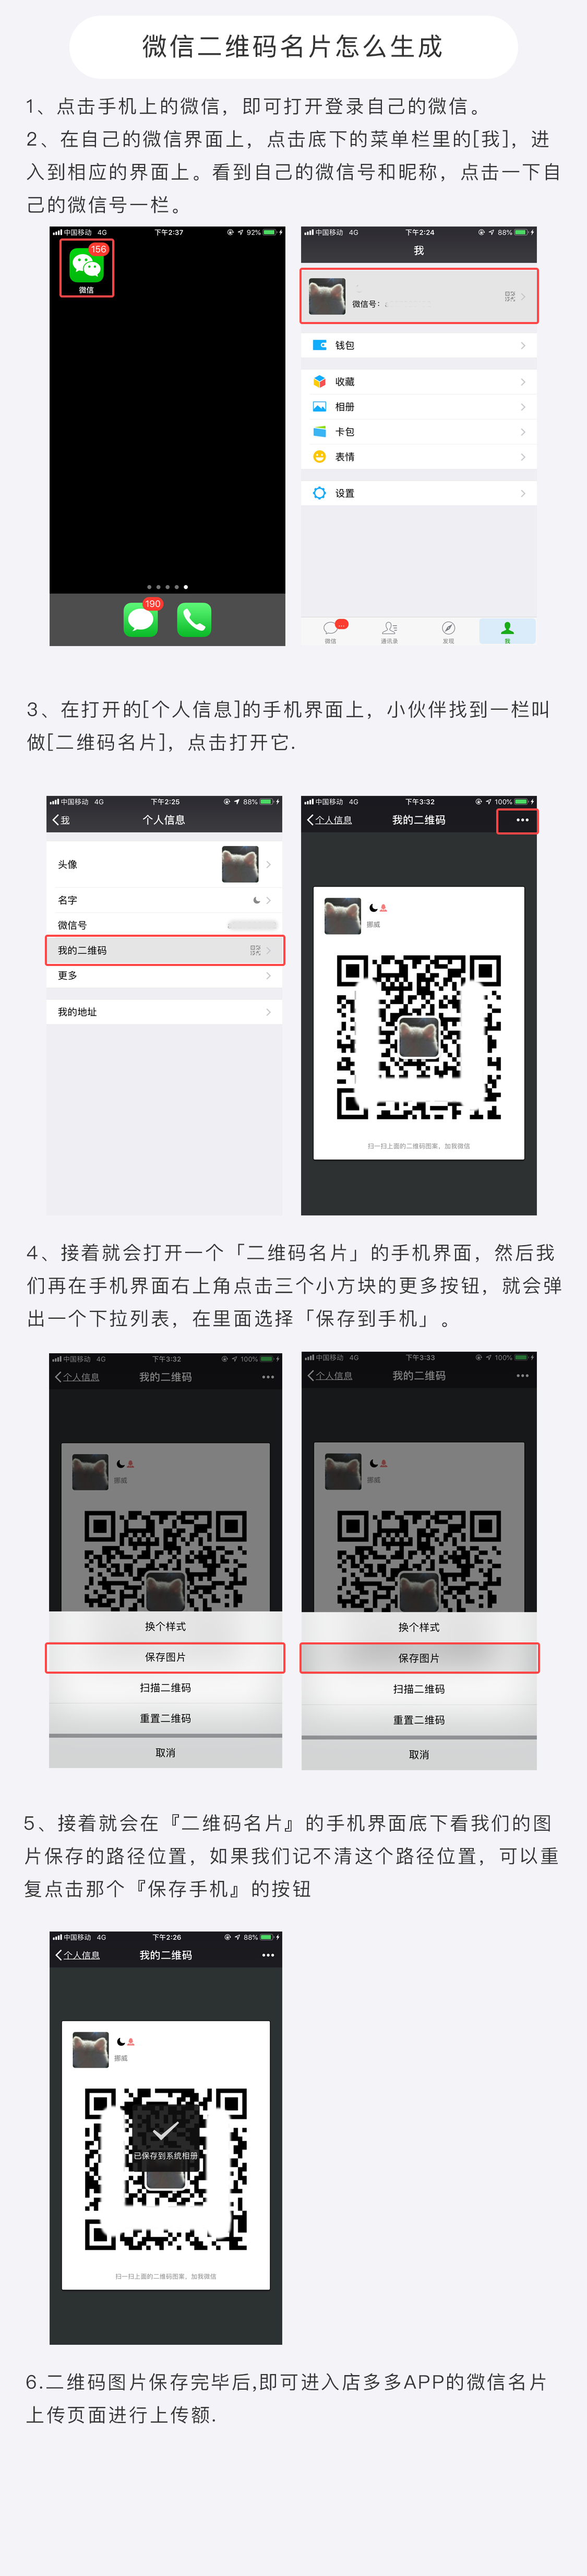 微信二维码名片怎么生成
1、点击手机上的微信，即可打开登录自己的微信。
2、在自己的微信界面上，点击底下的菜单栏里的[我]，进
入到相应的界面上。看到自己的微信号和昵称，点击一下自
己的微信号一栏。
中国移动 4G 下午2:37 92%
156
微信
190
中国移动 4G 下午2:24 88%
我
微信号：
钱包
收藏
相册
卡包
表情
设置
微信 通讯录 发现 我
3、在打开的[个人信息]的手机界面上，小伙伴找到一栏叫
做[二维码名片]，点击打开它.
中国移动 4G 下午2:25 88%
我 个人信息
头像
名字
微信号
我的二维码
更多
我的地址
中国移动 4G 下午3:32 100%
个人信息 我的二维码
挪威
扫一扫上面的二维码图案，加我微信
4、接着就会打开一个「二维码名片」的手机界面，然后我
们再在手机界面右上角点击三个小方块的更多按钮，就会弹
出一个下拉列表，在里面选择「保存到手机」。
中国移动 4G 下午3:32 100%
个人信息 我的二维码
挪威
换个样式
保存图片
扫描二维码
重置二维码
取消
中国移动 4G 下午3:33 100%
个人信息 我的二维码
挪威
换个样式
保存图片
扫描二维码
重置二维码
取消
5、接着就会在『二维码名片』的手机界面底下看我们的图
片保存的路径位置，如果我们记不清这个路径位置，可以重
复点击那个『保存手机』的按钮
中国移动 4G 下午2:26 88%
个人信息 我的二维码
挪威
已保存到系统相册
扫一扫上面的二维码图案，加我微信
6.二维码图片保存完毕后,即可进入店多多APP的微信名片
上传页面进行上传额.